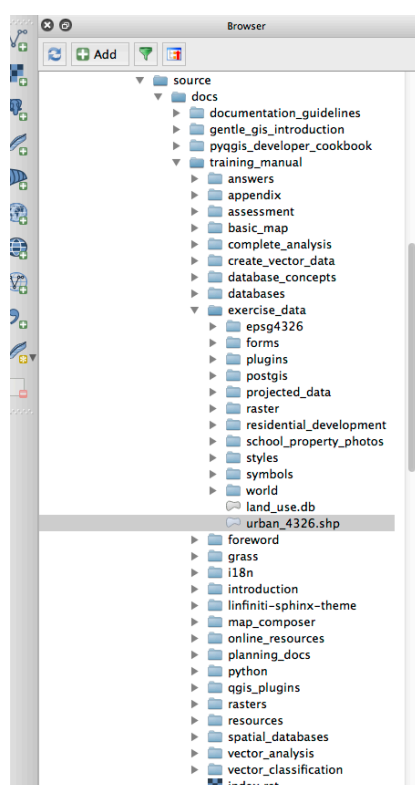 Browser
Add
source
docs
documentation_guidelines
gentle_gis_introduction
pyqgis_developer_cookbook
training_manual
answers
appendix
assessment
basic_map
complete_analysis
create_vector_data
database_concepts
databases
exercise_data
epsg4326
forms
plugins
postgis
projected_data
raster
residential_development
school_property_photos
styles
symbols
world
land_use.db
urban_4326.shp
foreword
grass
i18n
introduction
linfiniti-sphinx-theme
map_composer
online_resources
planning_docs
python
qgis_plugins
rasters
resources
spatial_databases
vector_analysis
vector_classification
index.rst